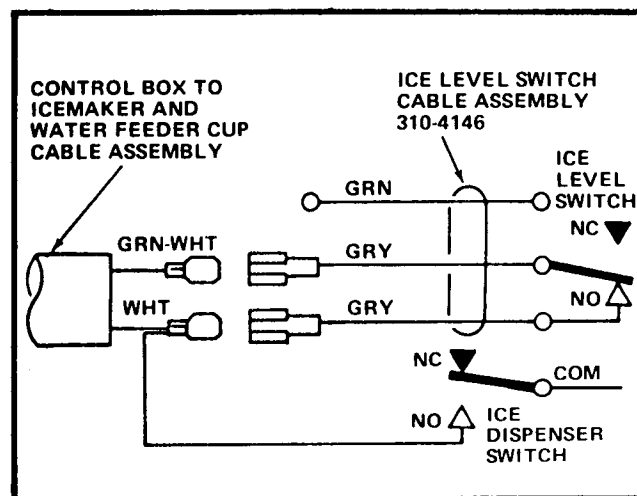 CONTROL BOX TO
ICEMAKER AND
WATER FEEDER CUP
CABLE ASSEMBLY
ICE LEVEL SWITCH
CABLE ASSEMBLY
310-4146
ICE
LEVEL
SWITCH
GRN
NC
GRN-WHT
GRY
NO
WHT
GRY
NC
COM
NO
ICE
DISPENSER
SWITCH